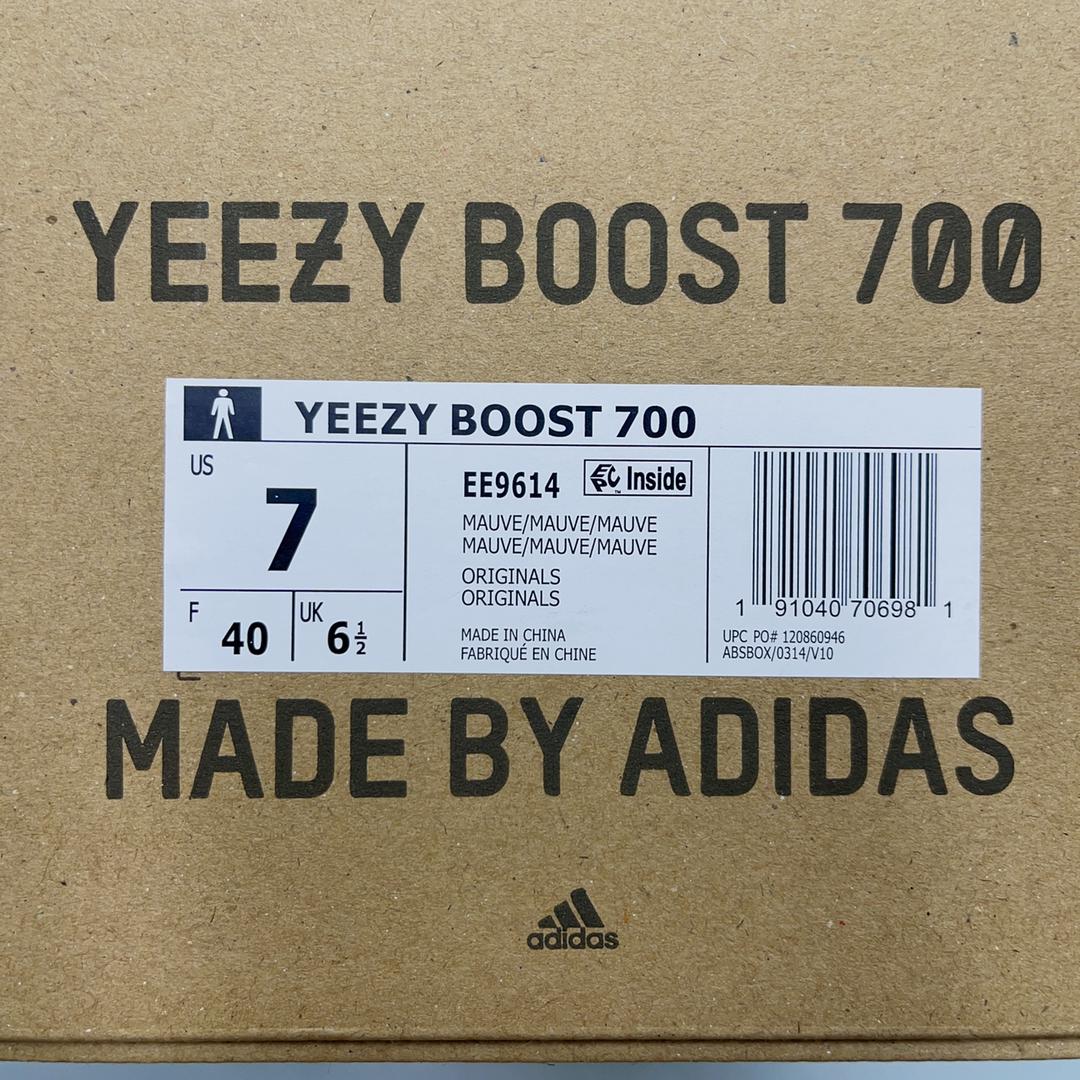 YEEZY BOOST 700
YEEZY BOOST 700
US
7
F 40
UK 6½
EE9614 EPC™ Inside
MAUVE/MAUVE/MAUVE
MAUVE/MAUVE/MAUVE
ORIGINALS
ORIGINALS
MADE IN CHINA
FABRIQUÉ EN CHINE
1 91040 70698 1
UPC PO# 120860946
ABSBOX/0314/V10
MADE BY ADIDAS
adidas